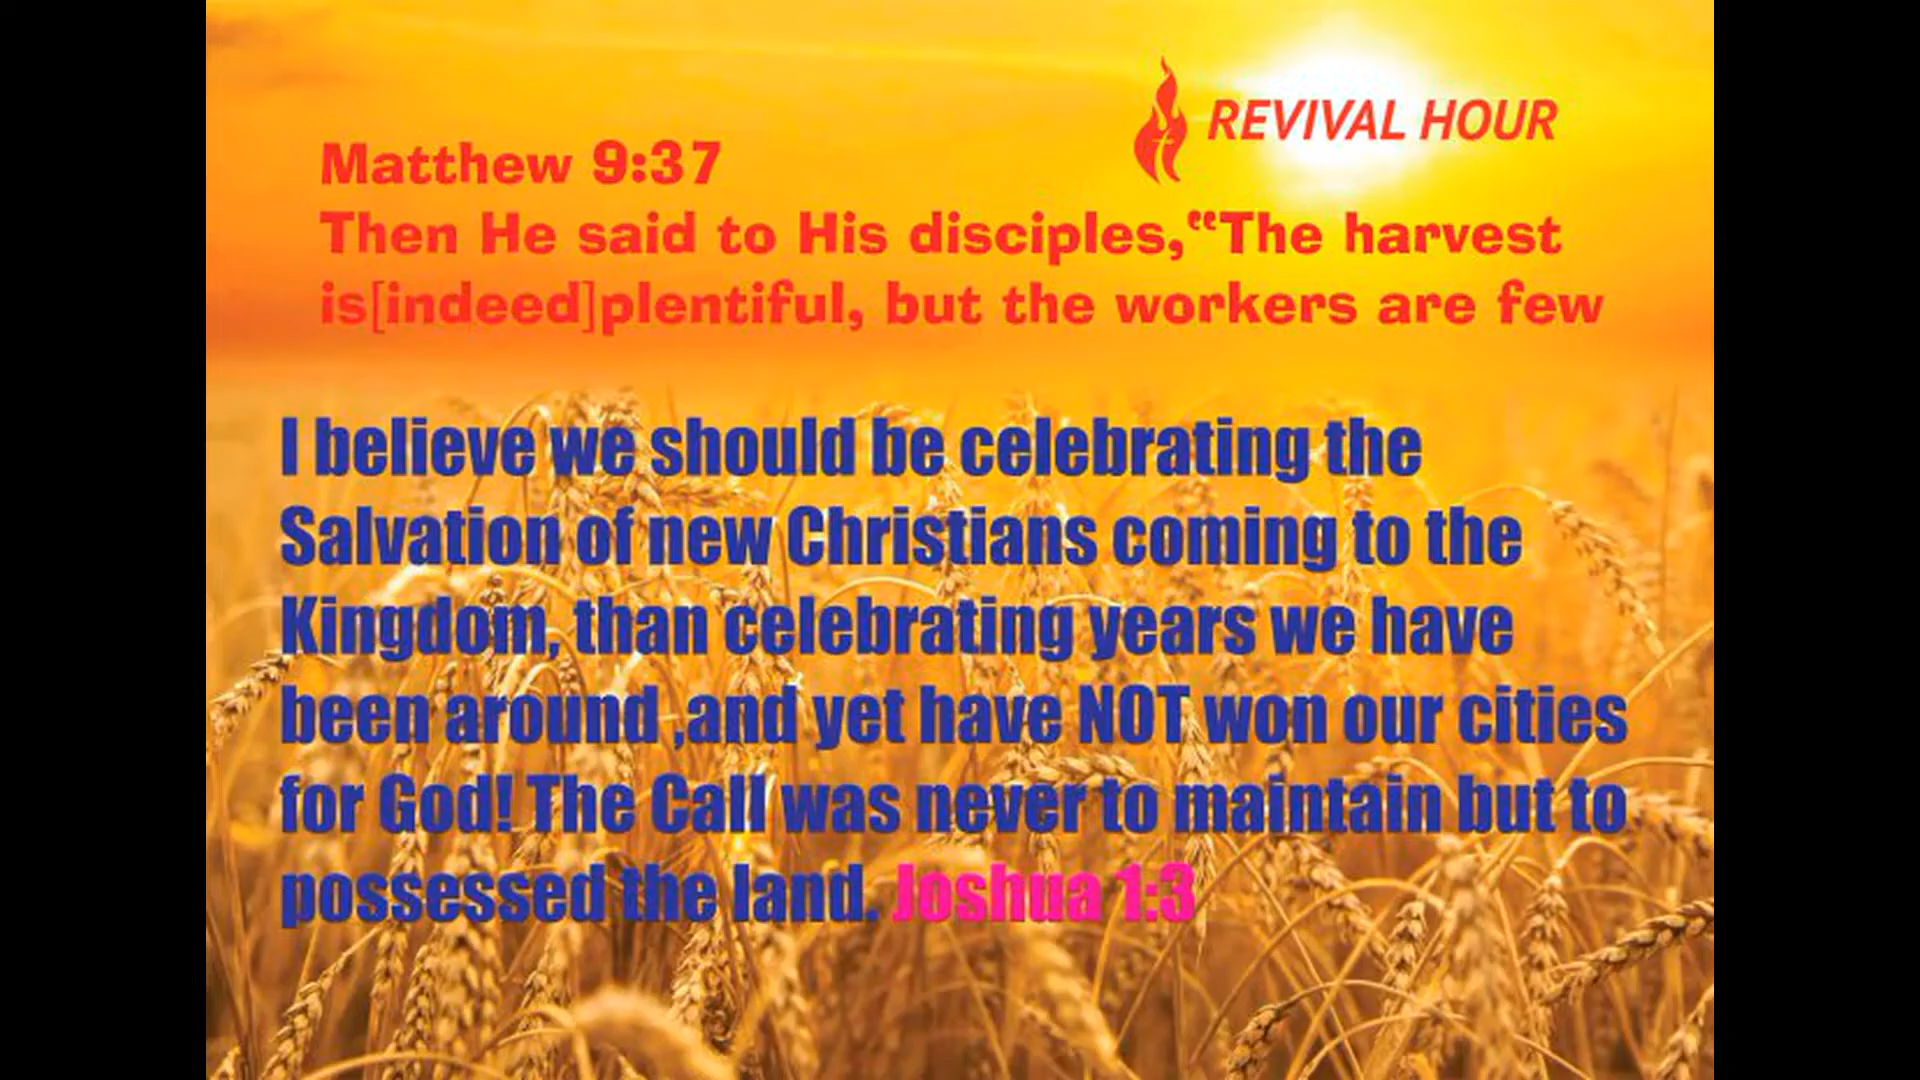 REVIVAL HOUR
Matthew 9:37
Then He said to His disciples,“The harvest
is[indeed]plentiful, but the workers are few
I believe we should be celebrating the
Salvation of new Christians coming to the
Kingdom, than celebrating years we have
been around ,and yet have NOT won our cities
for God! The Call was never to maintain but to
possessed the land. Joshua 1:3